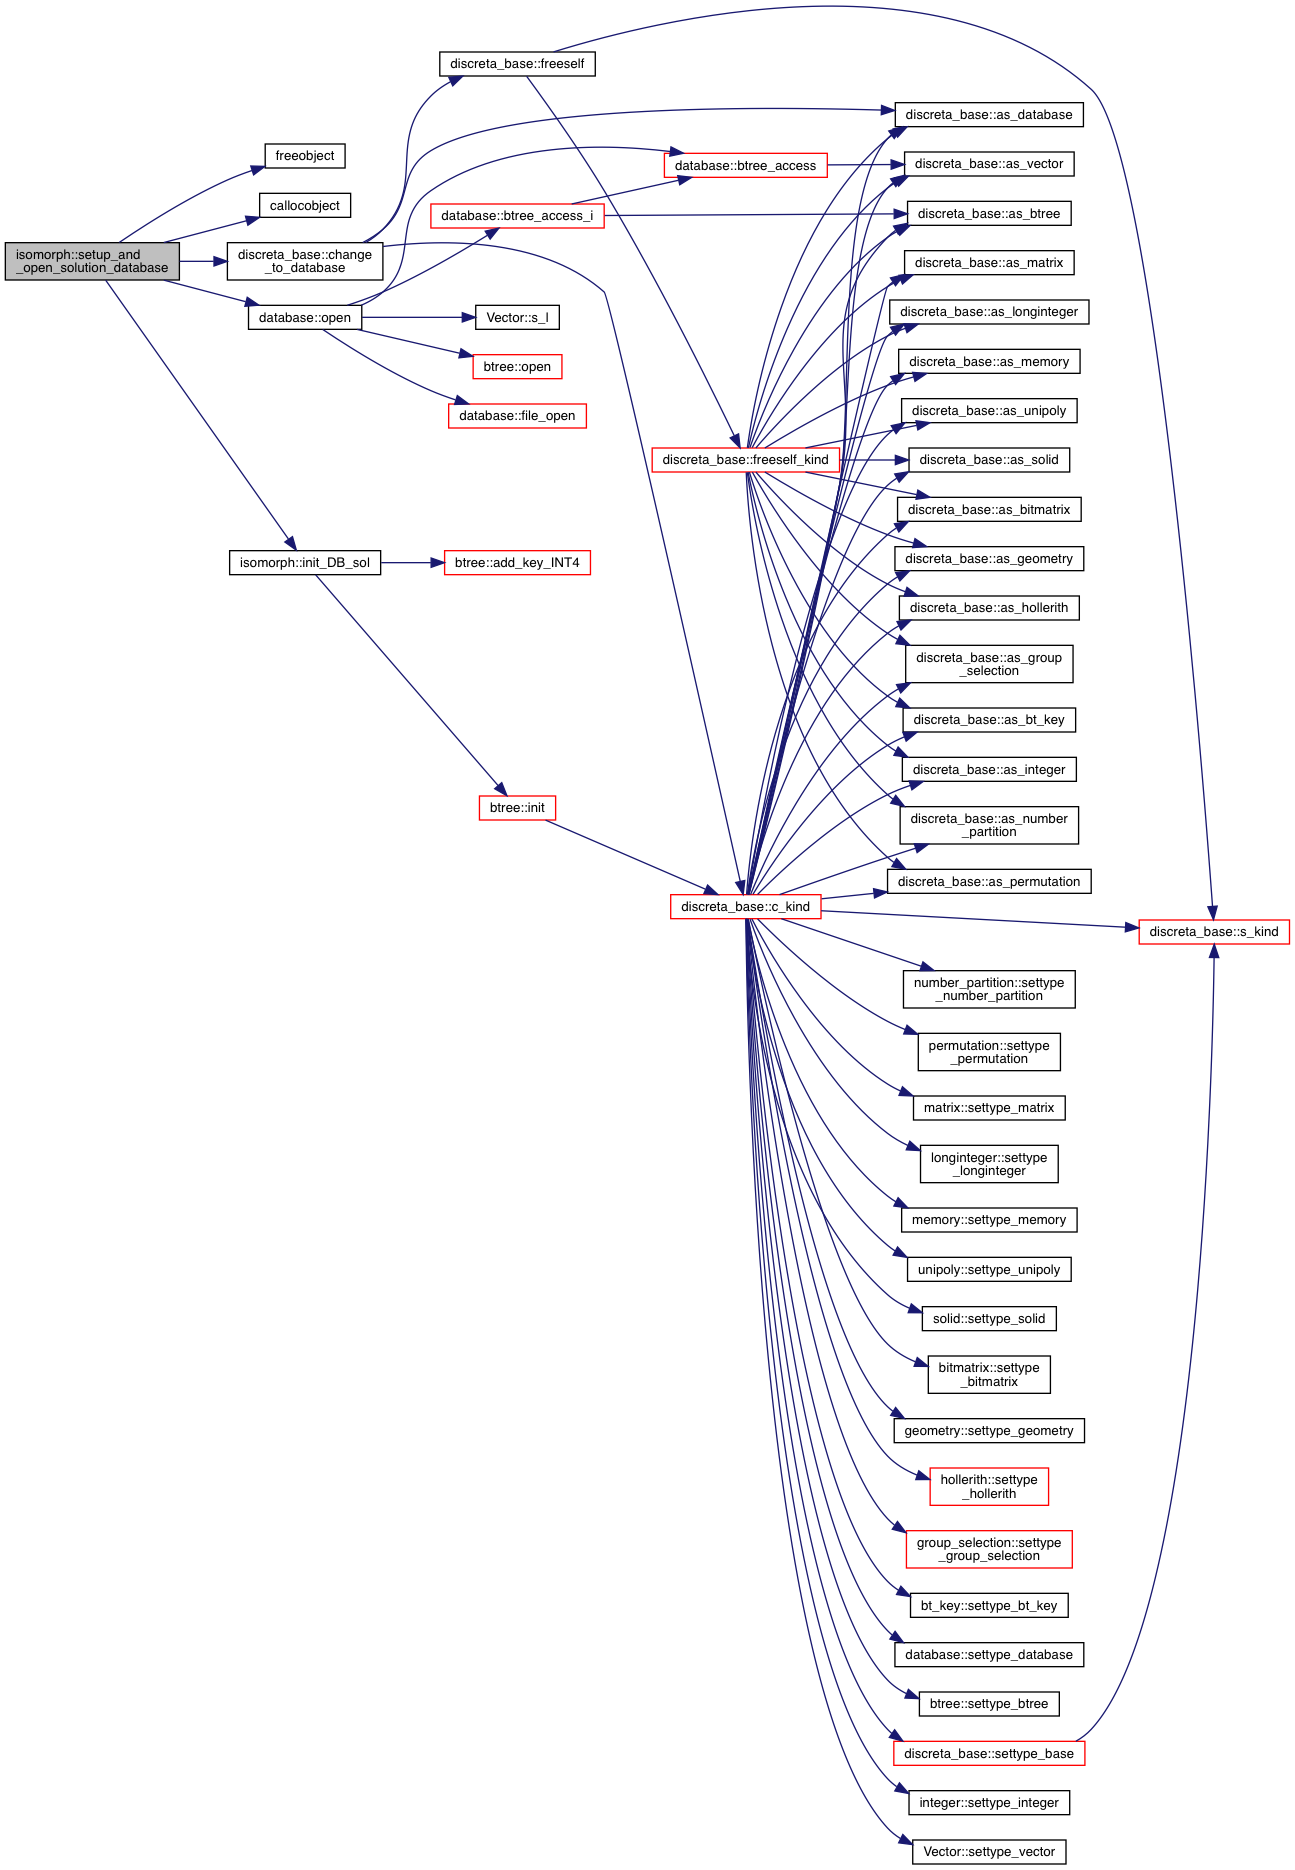 isomorph::setup_and
_open_solution_database
freeobject
callocobject
discreta_base::change
_to_database
database::open
isomorph::init_DB_sol
discreta_base::freeself
database::btree_access_i
Vector::s_l
btree::open
database::file_open
btree::add_key_INT4
btree::init
database::btree_access
discreta_base::freeself_kind
discreta_base::c_kind
discreta_base::as_database
discreta_base::as_vector
discreta_base::as_btree
discreta_base::as_matrix
discreta_base::as_longinteger
discreta_base::as_memory
discreta_base::as_unipoly
discreta_base::as_solid
discreta_base::as_bitmatrix
discreta_base::as_geometry
discreta_base::as_hollerith
discreta_base::as_group
_selection
discreta_base::as_bt_key
discreta_base::as_integer
discreta_base::as_number
_partition
discreta_base::as_permutation
discreta_base::s_kind
number_partition::settype
_number_partition
permutation::settype
_permutation
matrix::settype_matrix
longinteger::settype
_longinteger
memory::settype_memory
unipoly::settype_unipoly
solid::settype_solid
bitmatrix::settype
_bitmatrix
geometry::settype_geometry
hollerith::settype
_hollerith
group_selection::settype
_group_selection
bt_key::settype_bt_key
database::settype_database
btree::settype_btree
discreta_base::settype_base
integer::settype_integer
Vector::settype_vector